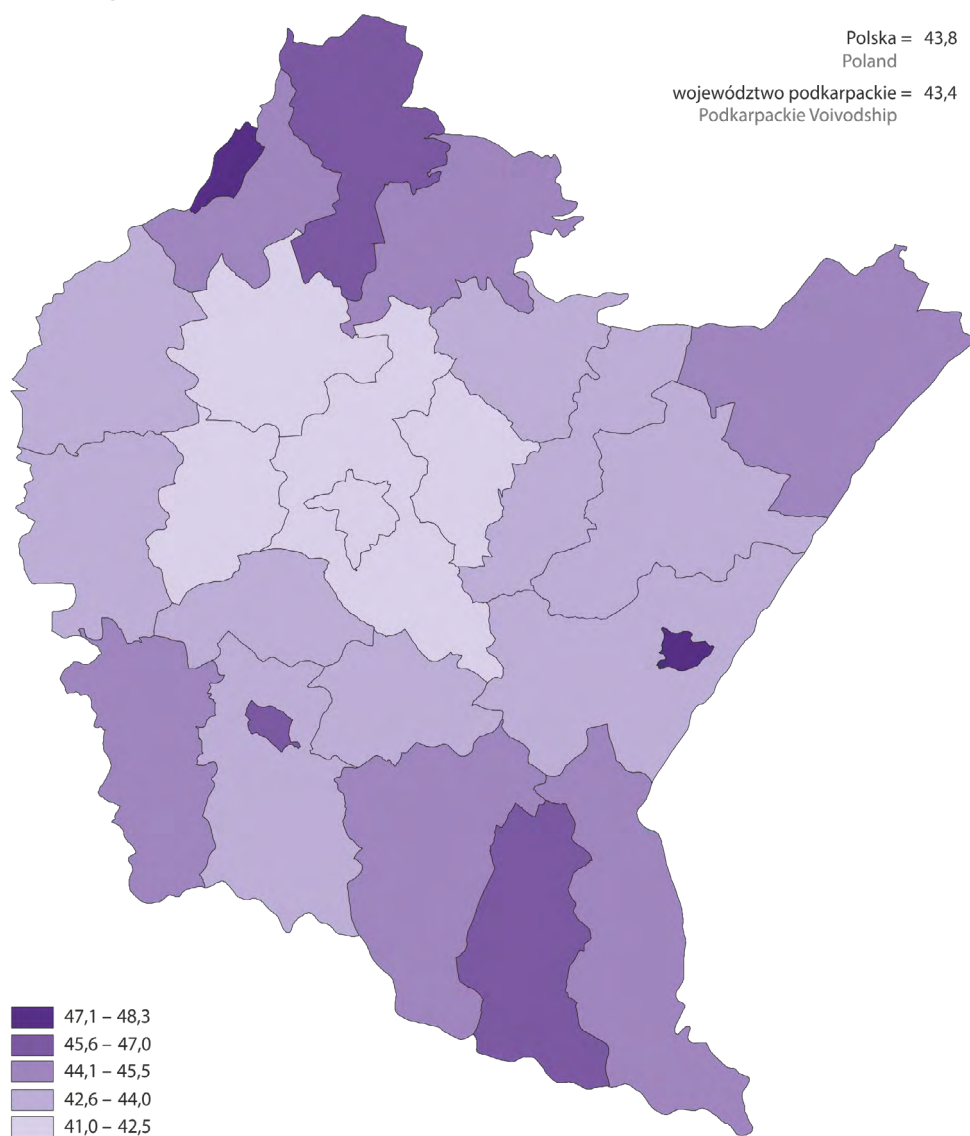 Polska = 43,8
Poland
województwo podkarpackie = 43,4
Podkarpackie Voivodship
47,1 – 48,3
45,6 – 47,0
44,1 – 45,5
42,6 – 44,0
41,0 – 42,5